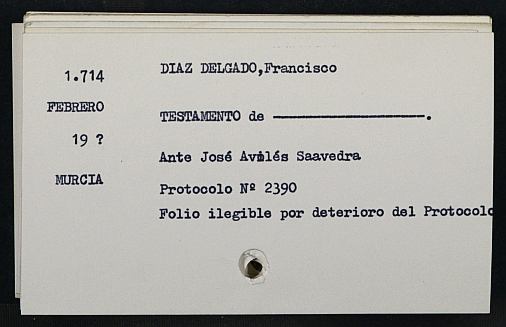 1.714
FEBRERO
19 ?
MURCIA
DIAZ DELGADO,Francisco
TESTAMENTO de ———————————.
Ante José Avilés Saavedra
Protocolo Nº 2390
Folio ilegible por deterioro del Protocolo